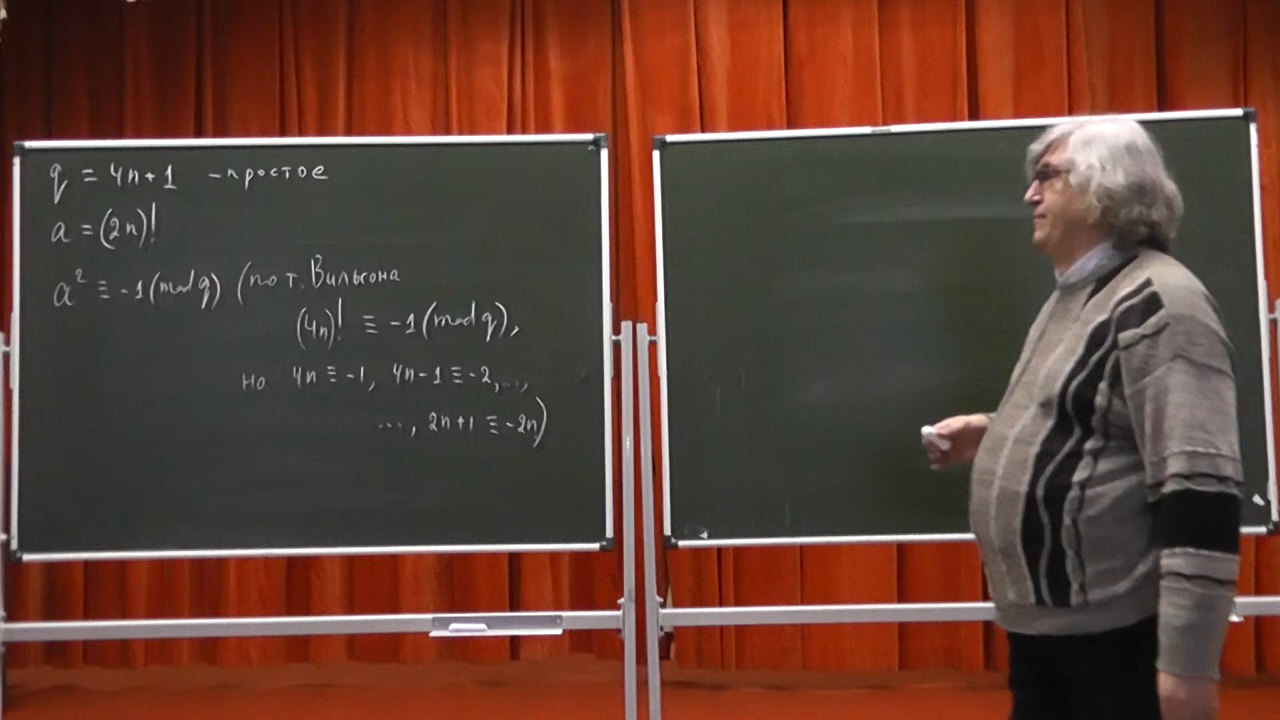 q = 4n+1 – простое
a = (2n)!
a² ≡ -1 (mod q) (по т. Вильсона
(4n)! ≡ -1 (mod q),
но 4n ≡ -1, 4n-1 ≡ -2, ...,
..., 2n+1 ≡ -2n)